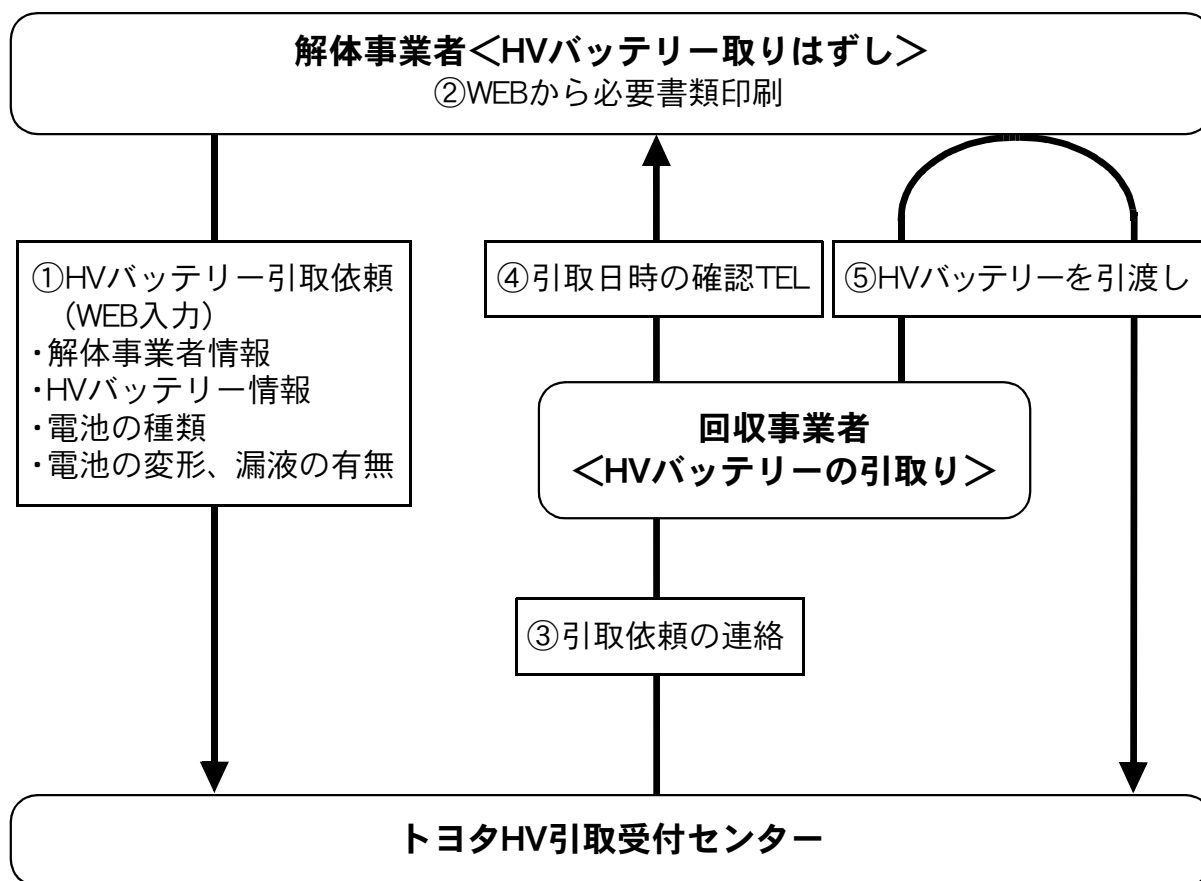 解体事業者＜HVバッテリー取りはずし＞
②WEBから必要書類印刷
①HVバッテリー引取依頼
（WEB入力）
・解体事業者情報
・HVバッテリー情報
・電池の種類
・電池の変形、漏液の有無
④引取日時の確認TEL
⑤HVバッテリーを引渡し
回収事業者
＜HVバッテリーの引取り＞
③引取依頼の連絡
トヨタHV引取受付センター